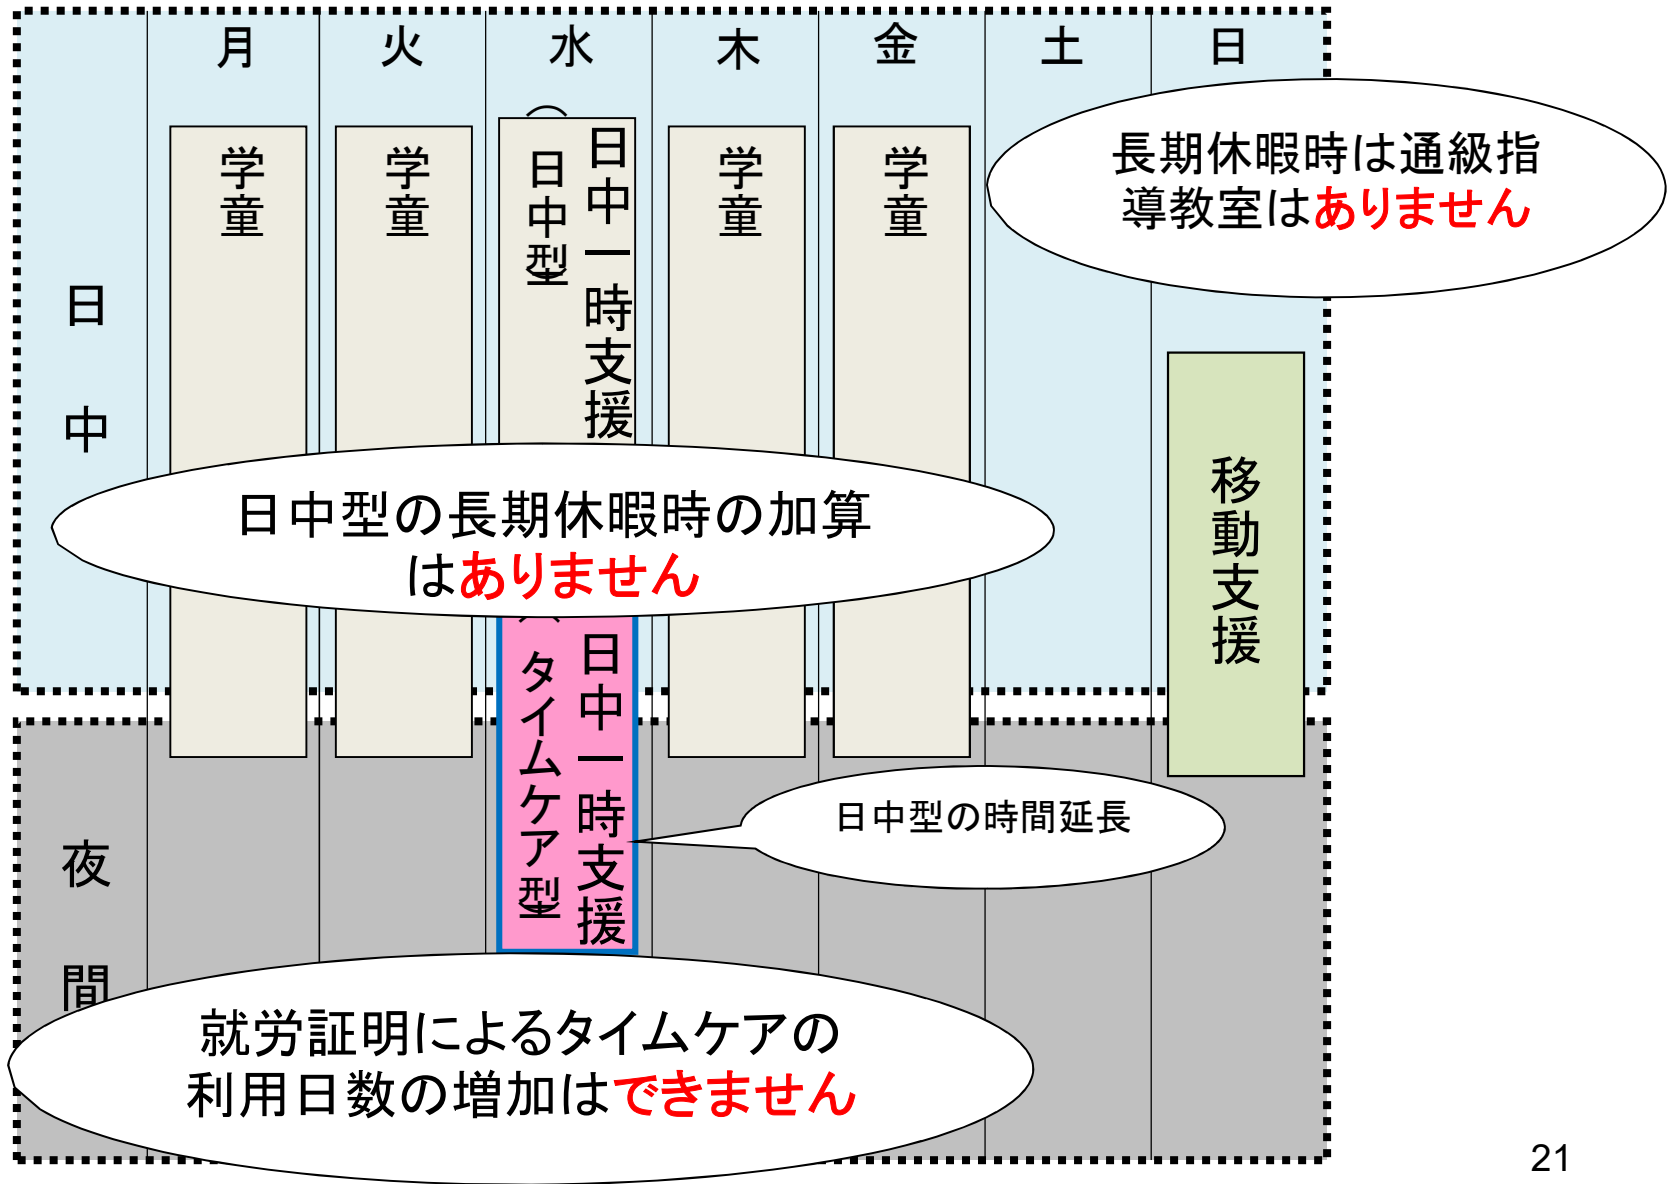 月 火 水 木 金 土 日
日中
学童
学童
日中一時支援
（日中型）
学童
学童
長期休暇時は通級指
導教室はありません
移動支援
日中型の長期休暇時の加算
はありません
夜間
日中一時支援
（タイムケア型）
日中型の時間延長
就労証明によるタイムケアの
利用日数の増加はできません
21